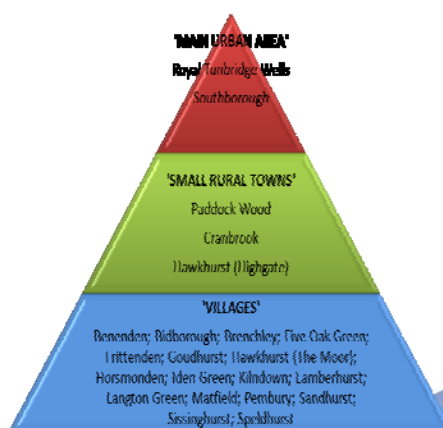 'MAIN URBAN AREA'
Royal Tunbridge Wells
Southborough
'SMALL RURAL TOWNS'
Paddock Wood
Cranbrook
Hawkhurst (Highgate)
'VILLAGES'
Benenden; Bidborough; Brenchley; Five Oak Green;
Frittenden; Goudhurst; Hawkhurst (The Moor);
Horsmonden; Iden Green; Kilndown; Lamberhurst;
Langton Green; Matfield; Pembury; Sandhurst;
Sissinghurst; Speldhurst